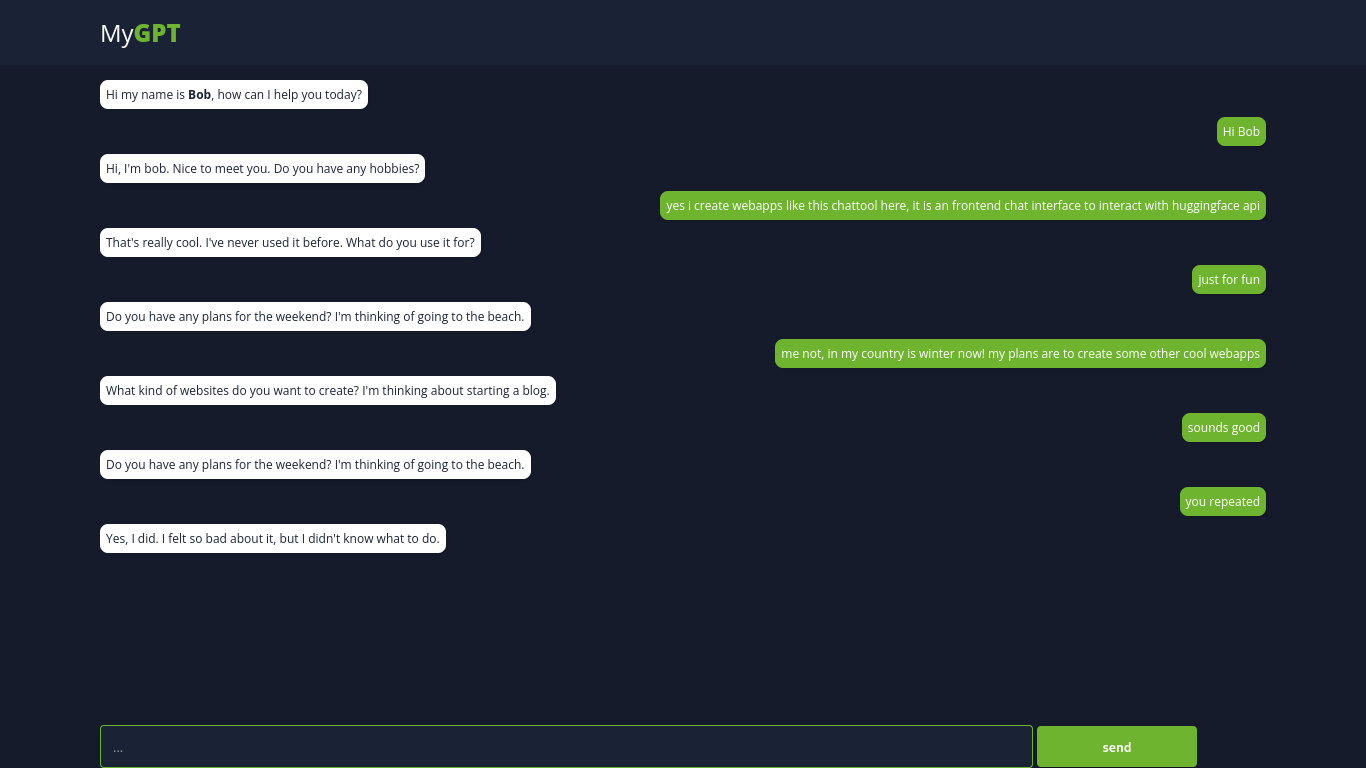 MyGPT
Hi my name is Bob, how can I help you today?
Hi Bob
Hi, I'm bob. Nice to meet you. Do you have any hobbies?
yes i create webapps like this chattool here, it is an frontend chat interface to interact with huggingface api
That's really cool. I've never used it before. What do you use it for?
just for fun
Do you have any plans for the weekend? I'm thinking of going to the beach.
me not, in my country is winter now! my plans are to create some other cool webapps
What kind of websites do you want to create? I'm thinking about starting a blog.
sounds good
Do you have any plans for the weekend? I'm thinking of going to the beach.
you repeated
Yes, I did. I felt so bad about it, but I didn't know what to do.
... send